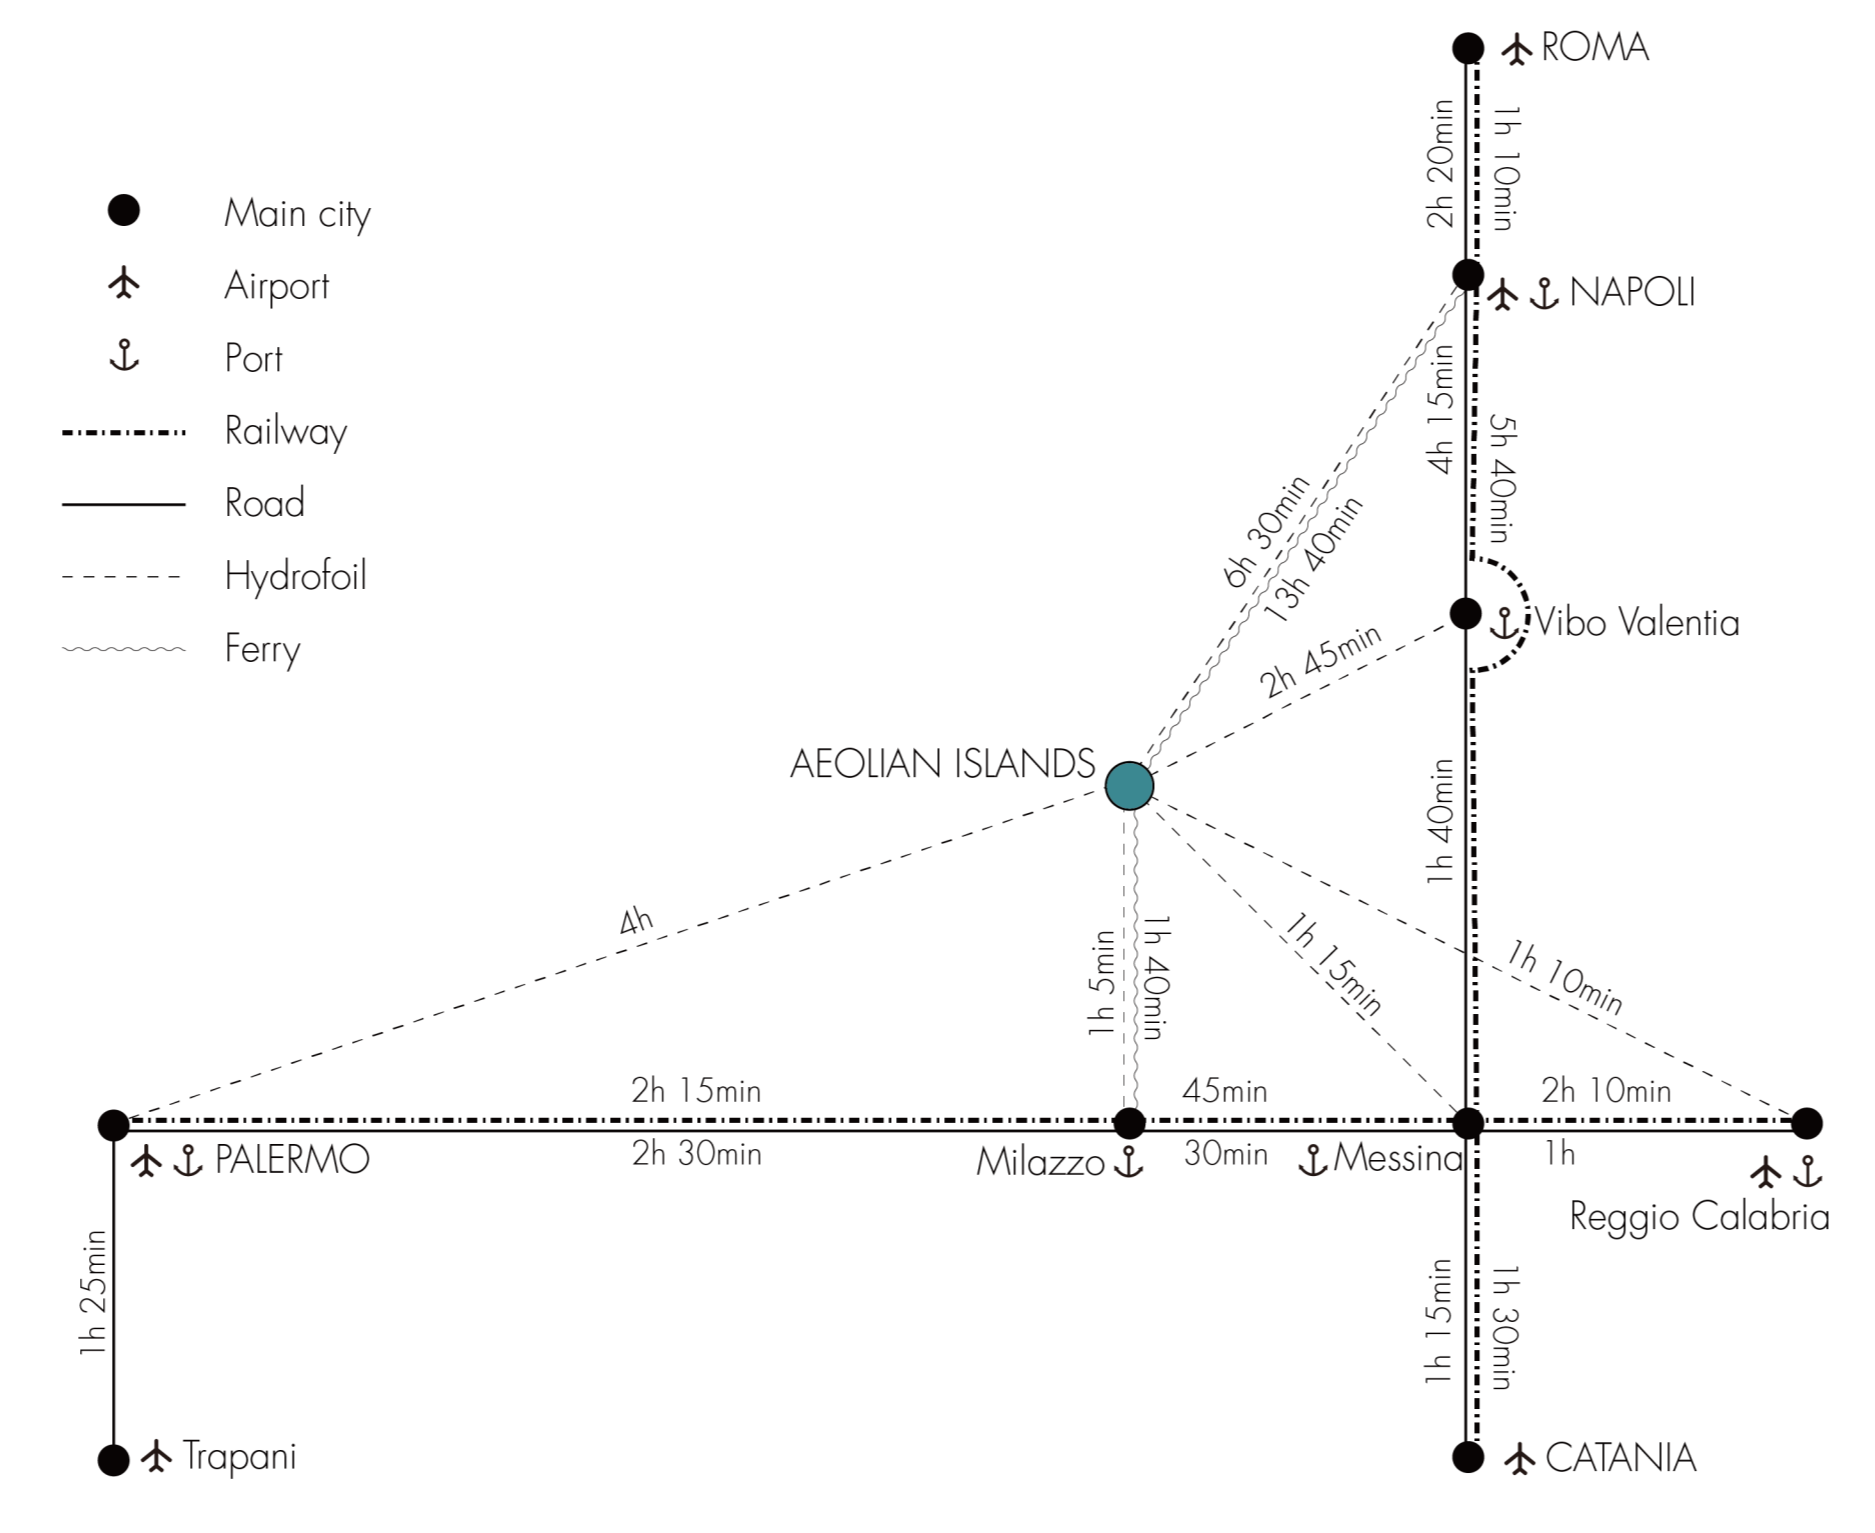 ROMA
2h 20min
1h 10min
Main city
Airport
NAPOLI
Port
4h 15min
Railway
5h 40min
Road
6h 30min
13h 40min
Hydrofoil
Vibo Valentia
Ferry
2h 45min
AEOLIAN ISLANDS
1h 40min
4h
1h 5min
1h 40min
1h 15min
1h 10min
2h 15min
45min
2h 10min
PALERMO
2h 30min
Milazzo
30min
Messina
1h
Reggio Calabria
1h 25min
1h 15min
1h 30min
Trapani
CATANIA